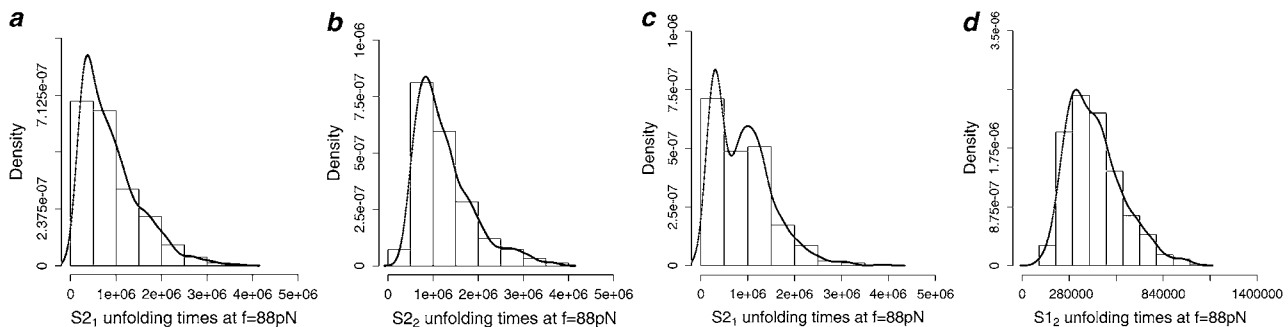 a
Density
7.125e-07
2.375e-07
0
0 1e+06 2e+06 3e+06 4e+06 5e+06
S2₁ unfolding times at f=88pN
b
Density
1e-06
7.5e-07
5e-07
2.5e-07
0
0 1e+06 2e+06 3e+06 4e+06 5e+06
S2₂ unfolding times at f=88pN
c
Density
1e-06
7.5e-07
5e-07
2.5e-07
0
0 1e+06 2e+06 3e+06 4e+06 5e+06
S2₁ unfolding times at f=88pN
d
Density
3.5e-06
1.75e-06
8.75e-07
0
0 280000 840000 1400000
S1₂ unfolding times at f=88pN